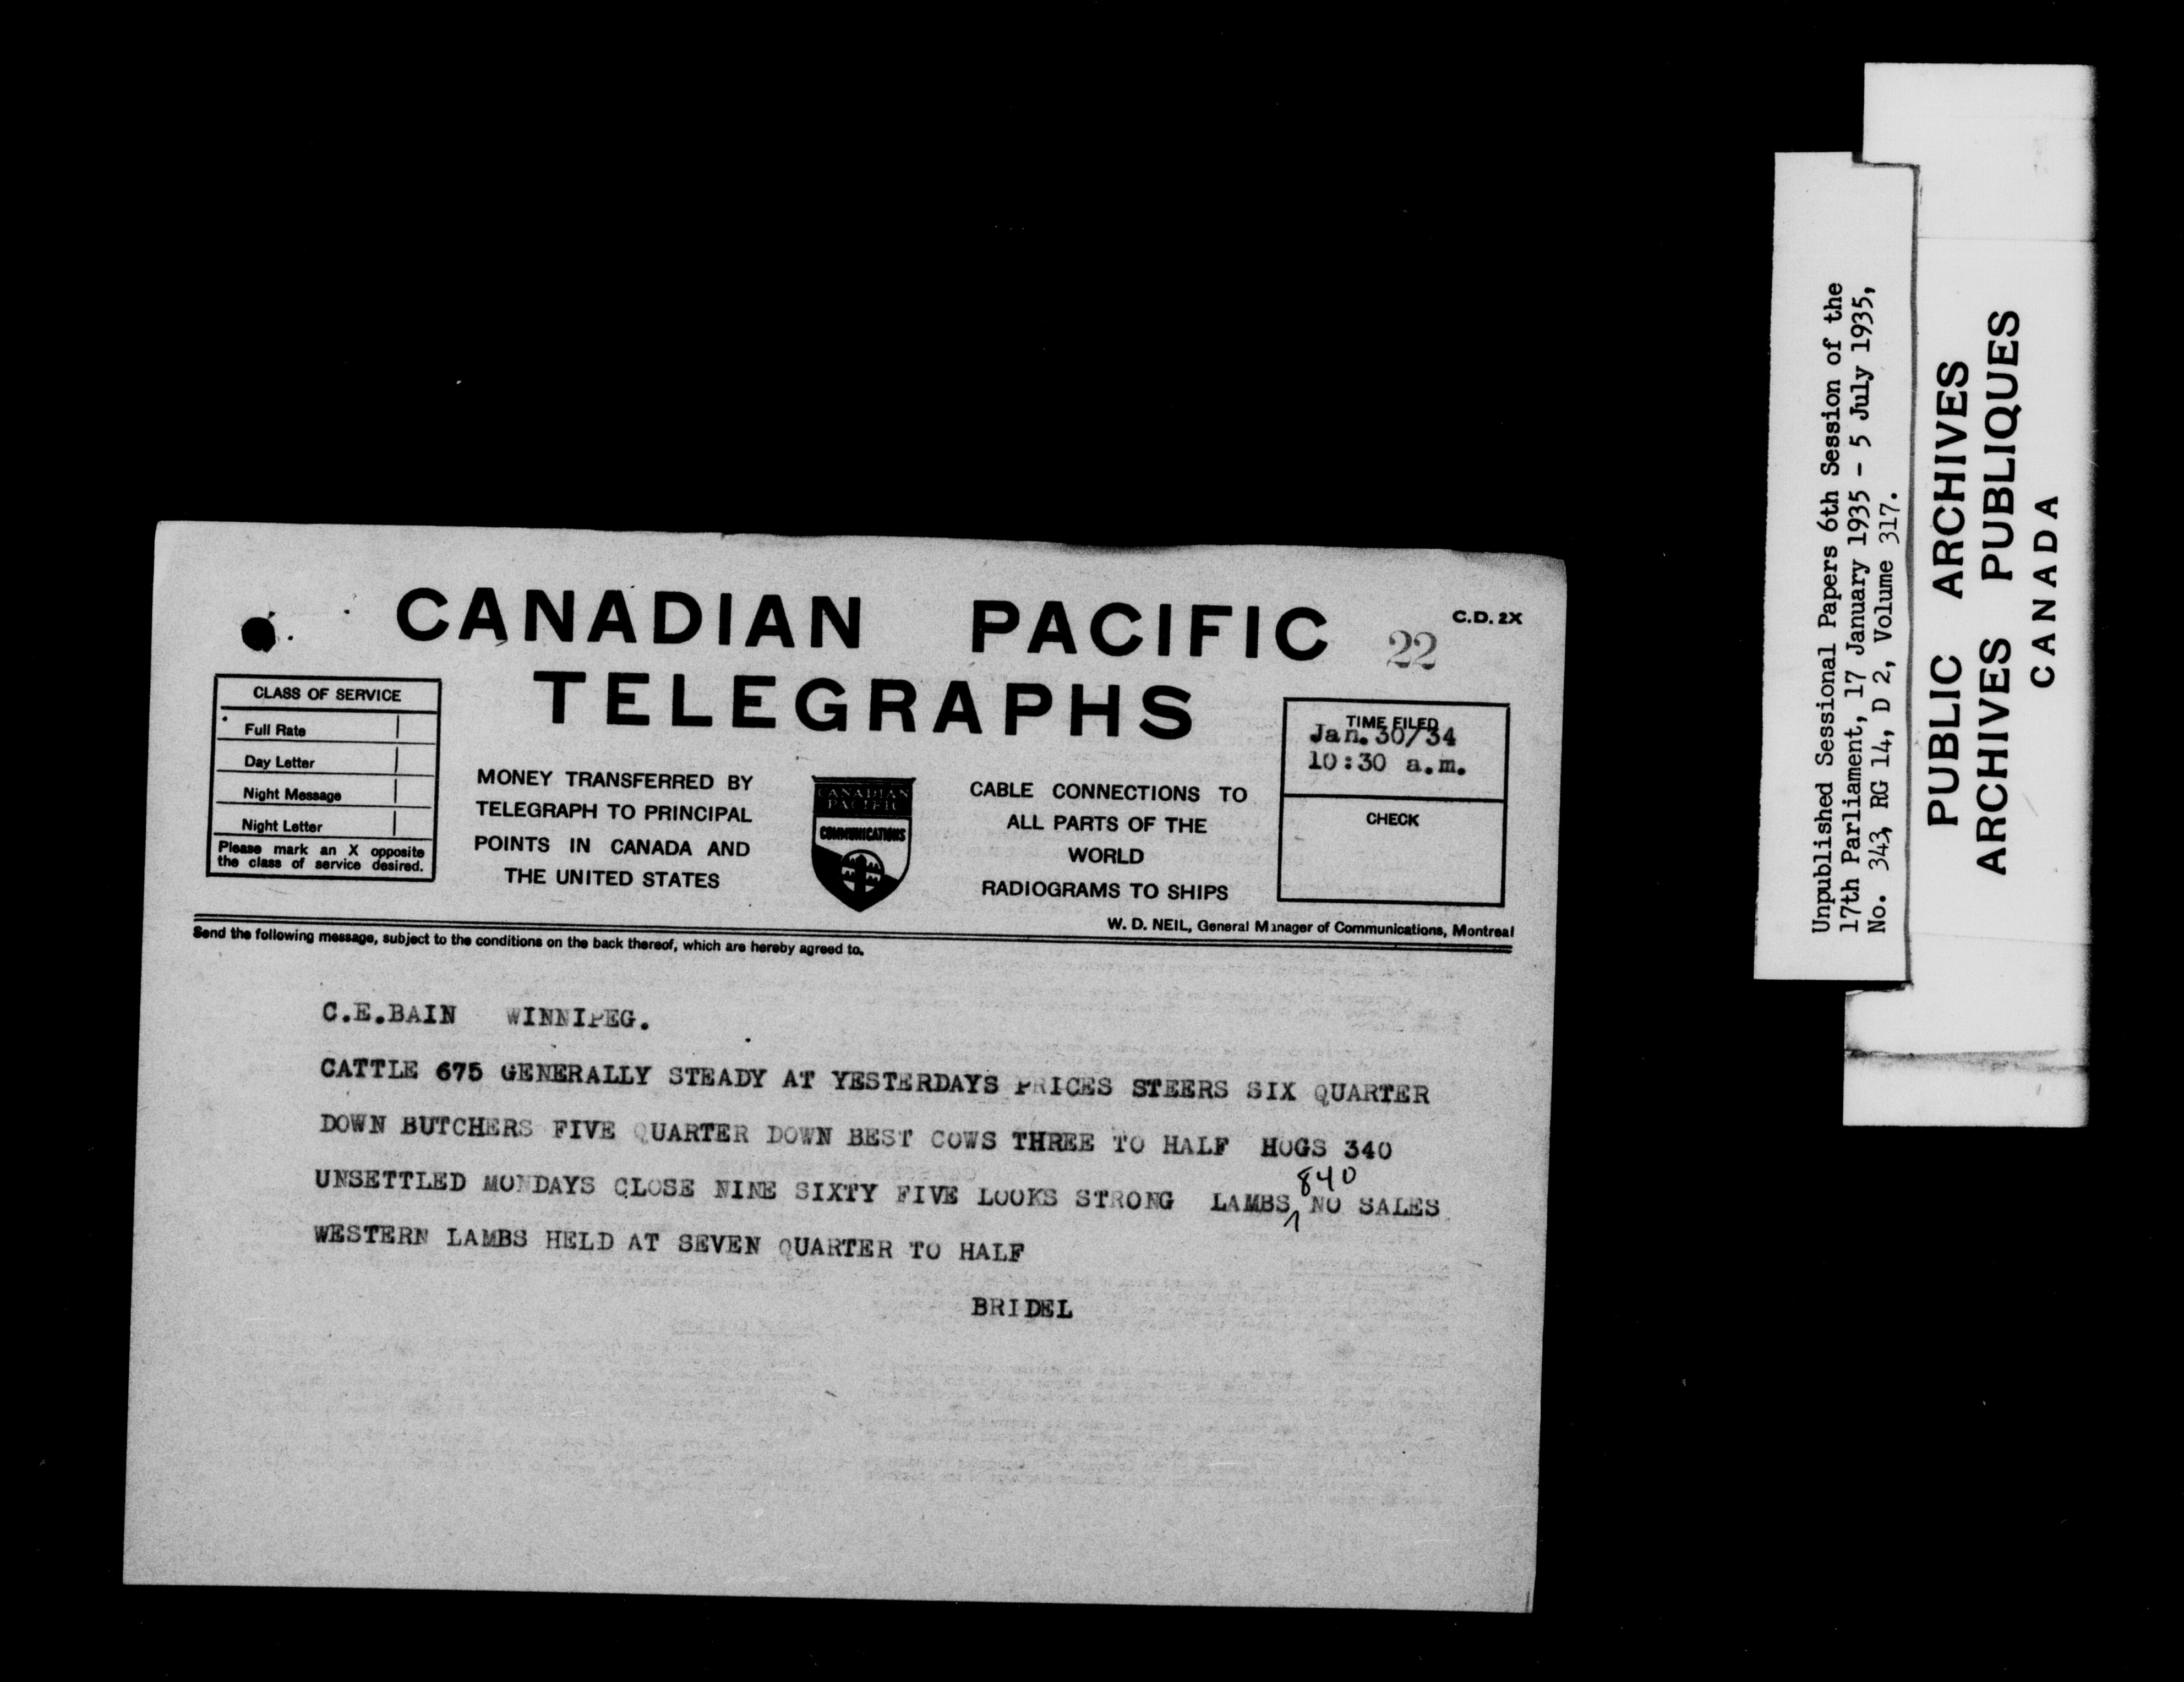 CANADIAN PACIFIC
TELEGRAPHS
C.D. 2X
22
CLASS OF SERVICE
Full Rate
Day Letter
Night Message
Night Letter
Please mark an X opposite
the class of service desired.
MONEY TRANSFERRED BY
TELEGRAPH TO PRINCIPAL
POINTS IN CANADA AND
THE UNITED STATES
CANADIAN
PACIFIC
COMMUNICATIONS
CABLE CONNECTIONS TO
ALL PARTS OF THE
WORLD
RADIOGRAMS TO SHIPS
TIME FILED
Jan. 30/34
10:30 a.m.
CHECK
W. D. NEIL, General Manager of Communications, Montreal
Send the following message, subject to the conditions on the back thereof, which are hereby agreed to.
C.E.BAIN WINNIPEG.
CATTLE 675 GENERALLY STEADY AT YESTERDAYS PRICES STEERS SIX QUARTER
DOWN BUTCHERS FIVE QUARTER DOWN BEST COWS THREE TO HALF HOGS 340
UNSETTLED MONDAYS CLOSE NINE SIXTY FIVE LOOKS STRONG LAMBS 840 NO SALES
WESTERN LAMBS HELD AT SEVEN QUARTER TO HALF
BRIDEL
Unpublished Sessional Papers 6th Session of the
17th Parliament, 17 January 1935 - 5 July 1935,
No. 343, RG 14, D 2, Volume 317.
PUBLIC ARCHIVES
ARCHIVES PUBLIQUES
CANADA